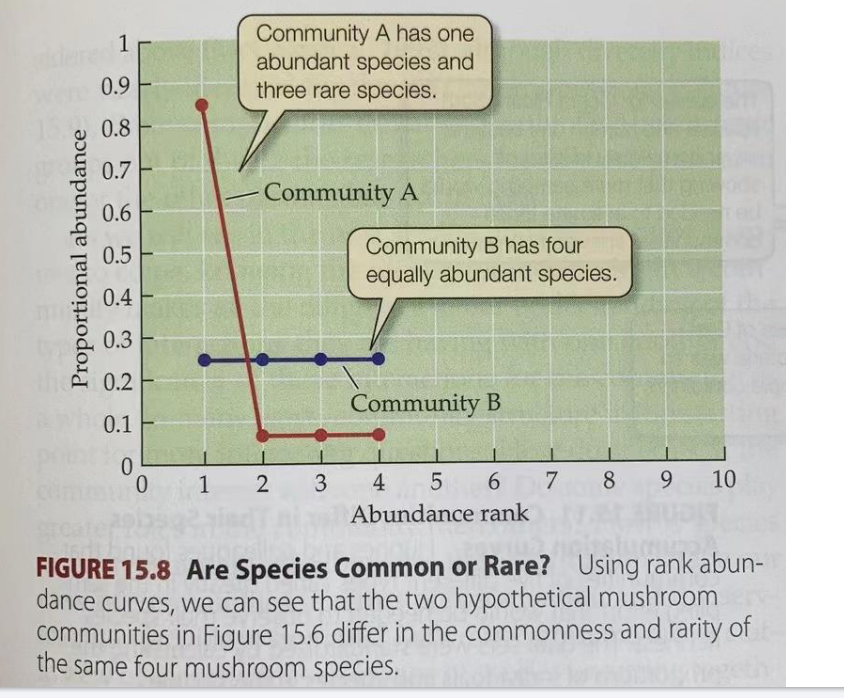 Community A has one
abundant species and
three rare species.
1
0.9
0.8
0.7
0.6
0.5
0.4
0.3
0.2
0.1
0
Proportional abundance
Community A
Community B has four
equally abundant species.
Community B
0 1 2 3 4 5 6 7 8 9 10
Abundance rank
FIGURE 15.8 Are Species Common or Rare? Using rank abun-
dance curves, we can see that the two hypothetical mushroom
communities in Figure 15.6 differ in the commonness and rarity of
the same four mushroom species.